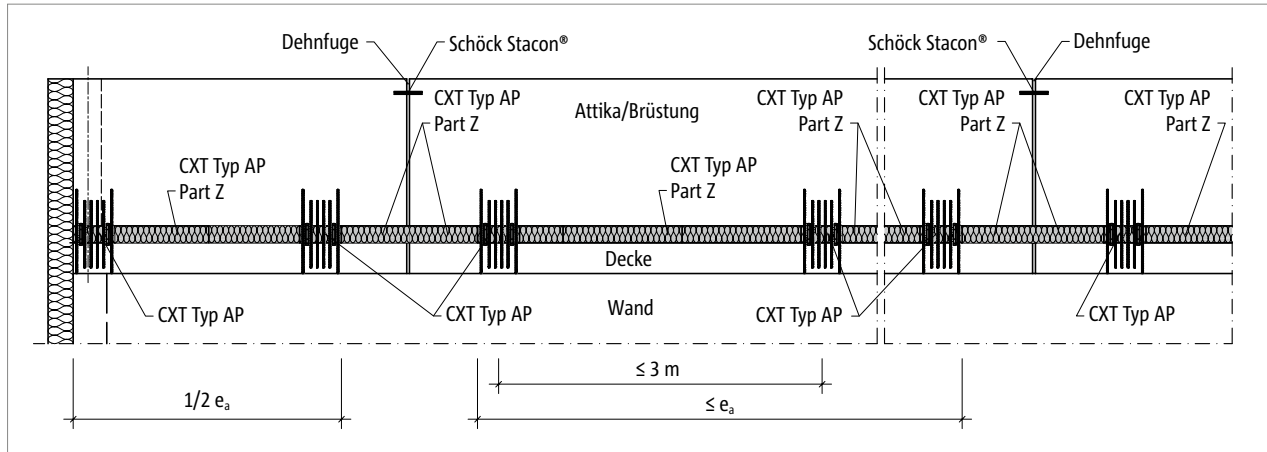 Dehnfuge
Schöck Stacon®
Schöck Stacon®
Dehnfuge
CXT Typ AP
Part Z
Attika/Brüstung
CXT Typ AP
Part Z
CXT Typ AP
Part Z
CXT Typ AP
Part Z
CXT Typ AP
Part Z
CXT Typ AP
Part Z
Decke
Wand
CXT Typ AP
CXT Typ AP
CXT Typ AP
CXT Typ AP
≤ 3 m
1/2 eₐ
≤ eₐ